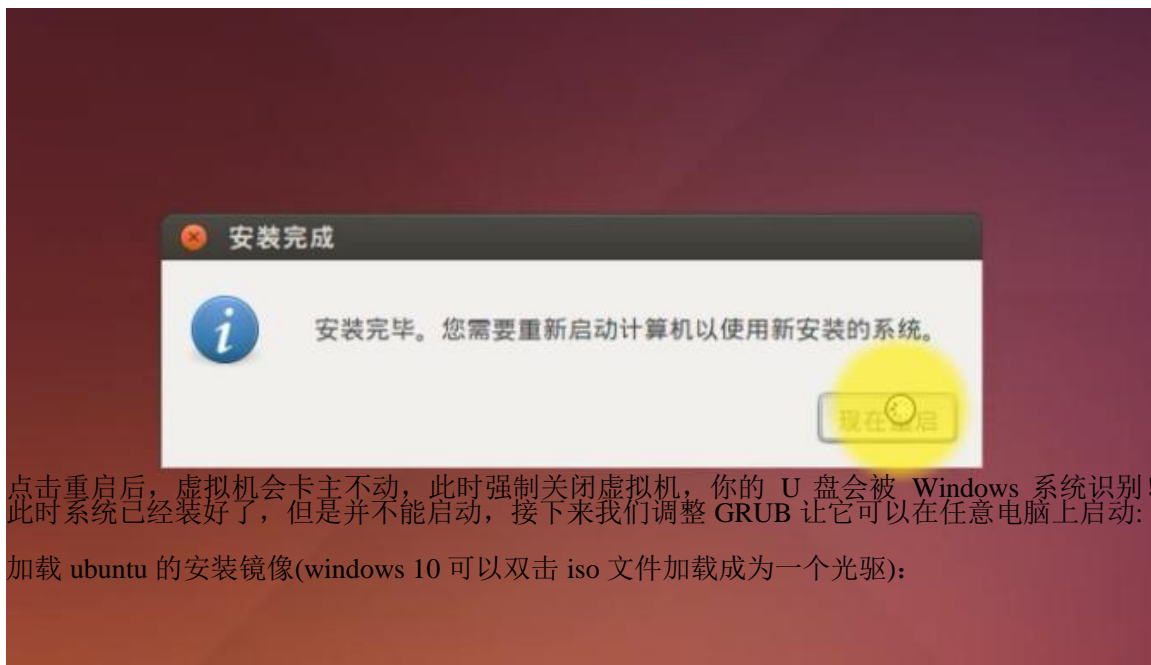 安装完成
安装完毕。您需要重新启动计算机以使用新安装的系统。
现在重启
点击重启后，虚拟机会卡主不动，此时强制关闭虚拟机，你的 U 盘会被 Windows 系统识别！
此时系统已经装好了，但是并不能启动，接下来我们调整 GRUB 让它可以在任意电脑上启动:
加载 ubuntu 的安装镜像(windows 10 可以双击 iso 文件加载成为一个光驱)：